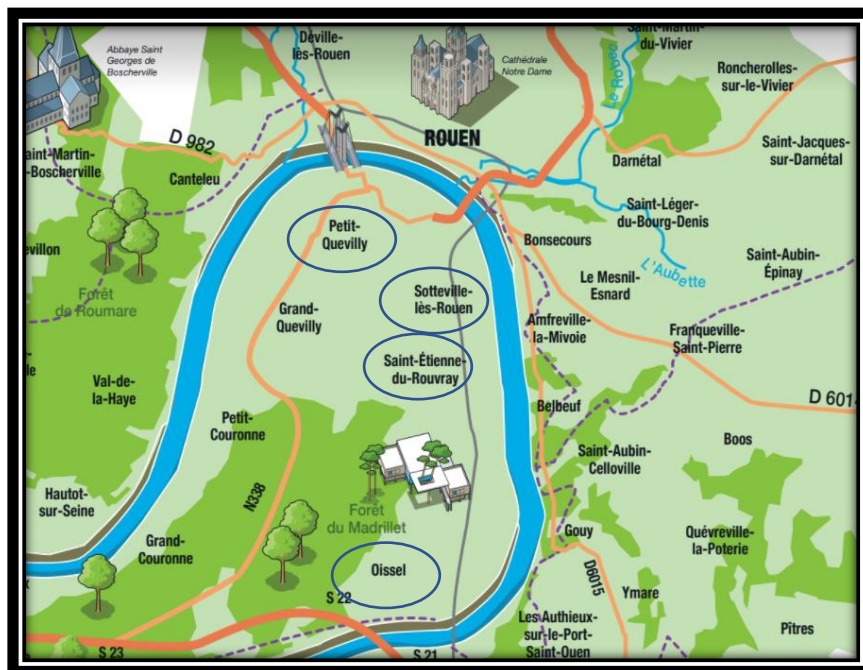 Abbaye Saint
Georges de
Boscherville
Déville-
lès-Rouen
Cathédrale
Notre Dame
Le Robec
Saint-Martin-
du-Vivier
Roncherolles-
sur-le-Vivier
D 982
ROUEN
Saint-Jacques-
sur-Darnétal
Darnétal
aint-Martin-
Boscherville
Canteleu
Saint-Léger-
du-Bourg-Denis
Petit-
Quevilly
Bonsecours
L'Aubette
Saint-Aubin-
Épinay
evillon
Forêt
de Roumare
Sotteville-
lès-Rouen
Le Mesnil-
Esnard
Grand-
Quevilly
Amfreville-
la-Mivoie
Franqueville-
Saint-Pierre
Saint-Étienne-
du-Rouvray
Val-de-
la-Haye
D 6014
Belbeuf
Petit-
Couronne
Saint-Aubin-
Celloville
Boos
Hautot-
sur-Seine
N338
Forêt
du Madrillet
Grand-
Couronne
Gouy
Quévreville-
la-Poterie
Oissel
D6015
Ymare
S 22
Les Authieux-
sur-le-Port-
Saint-Ouen
Pîtres
S 23
S 21